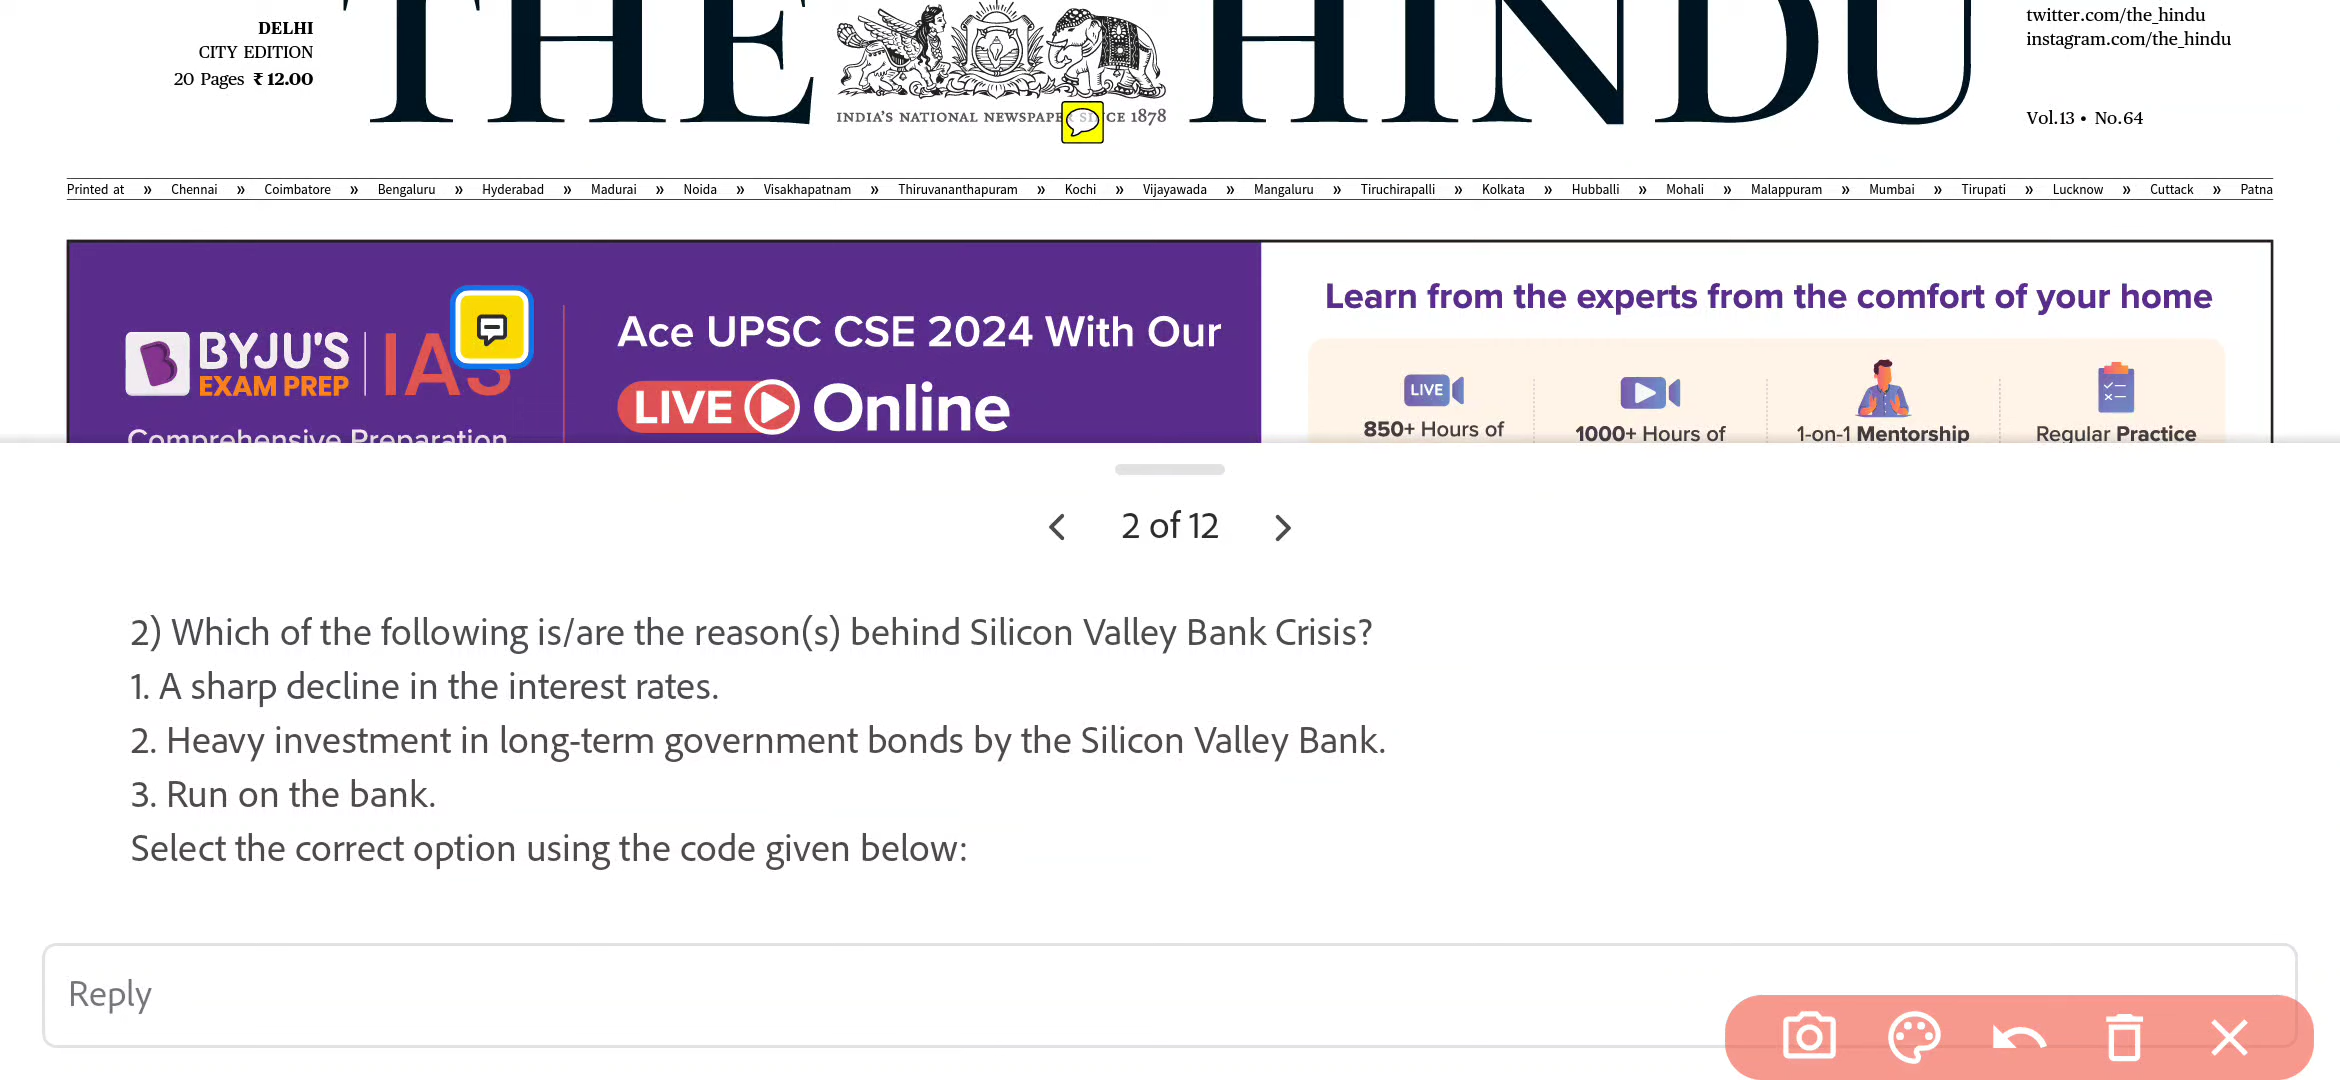 DELHI
CITY EDITION
20 Pages ₹ 12.00
THE HINDU
INDIA'S NATIONAL NEWSPAPER SINCE 1878
twitter.com/the_hindu
instagram.com/the_hindu
Vol.13 • No.64
Printed at » Chennai » Coimbatore » Bengaluru » Hyderabad » Madurai » Noida » Visakhapatnam » Thiruvananthapuram » Kochi » Vijayawada » Mangaluru » Tiruchirapalli » Kolkata » Hubballi » Mohali » Malappuram » Mumbai » Tirupati » Lucknow » Cuttack » Patna
BYJU'S
EXAM PREP
IAS
Comprehensive Preparation
Ace UPSC CSE 2024 With Our
LIVE Online
Learn from the experts from the comfort of your home
LIVE
850+ Hours of
1000+ Hours of
1-on-1 Mentorship
Regular Practice
2 of 12
2) Which of the following is/are the reason(s) behind Silicon Valley Bank Crisis?
1. A sharp decline in the interest rates.
2. Heavy investment in long-term government bonds by the Silicon Valley Bank.
3. Run on the bank.
Select the correct option using the code given below:
Reply